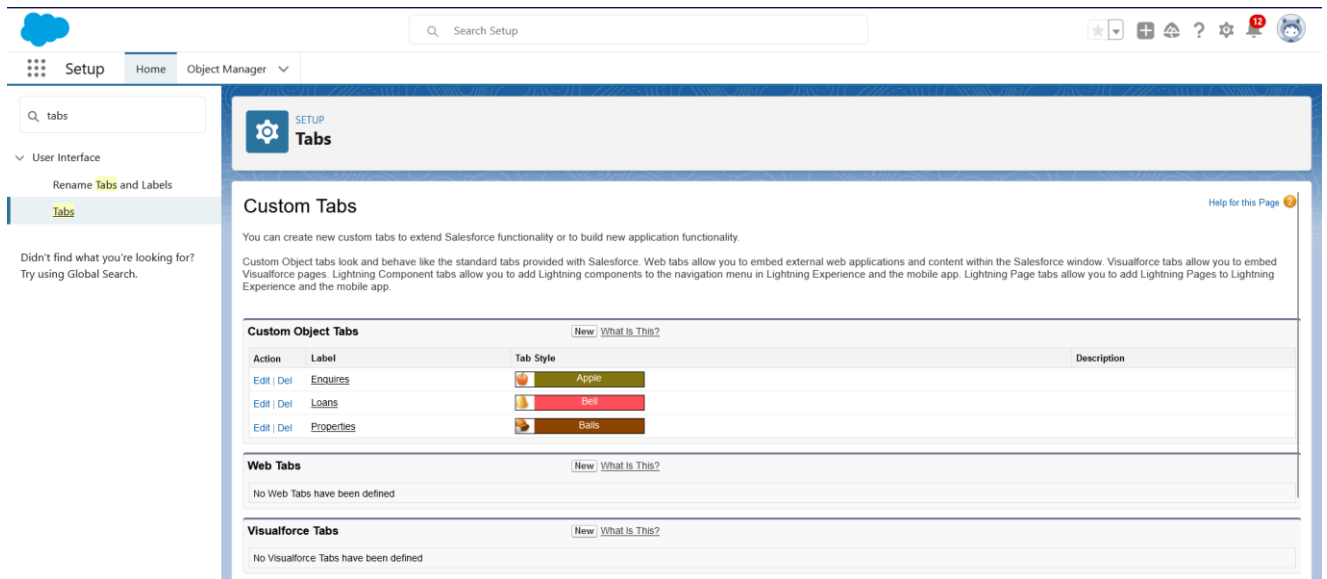 Search Setup
12
Setup
Home
Object Manager
tabs
User Interface
Rename Tabs and Labels
Tabs
Didn't find what you're looking for?
Try using Global Search.
SETUP
Tabs
Custom Tabs
Help for this Page
You can create new custom tabs to extend Salesforce functionality or to build new application functionality.
Custom Object tabs look and behave like the standard tabs provided with Salesforce. Web tabs allow you to embed external web applications and content within the Salesforce window. Visualforce tabs allow you to embed
Visualforce pages. Lightning Component tabs allow you to add Lightning components to the navigation menu in Lightning Experience and the mobile app. Lightning Page tabs allow you to add Lightning Pages to Lightning
Experience and the mobile app.
Custom Object Tabs New What Is This?
Action Label Tab Style Description
Edit | Del Enquires Apple
Edit | Del Loans Bell
Edit | Del Properties Balls
Web Tabs New What Is This?
No Web Tabs have been defined
Visualforce Tabs New What Is This?
No Visualforce Tabs have been defined